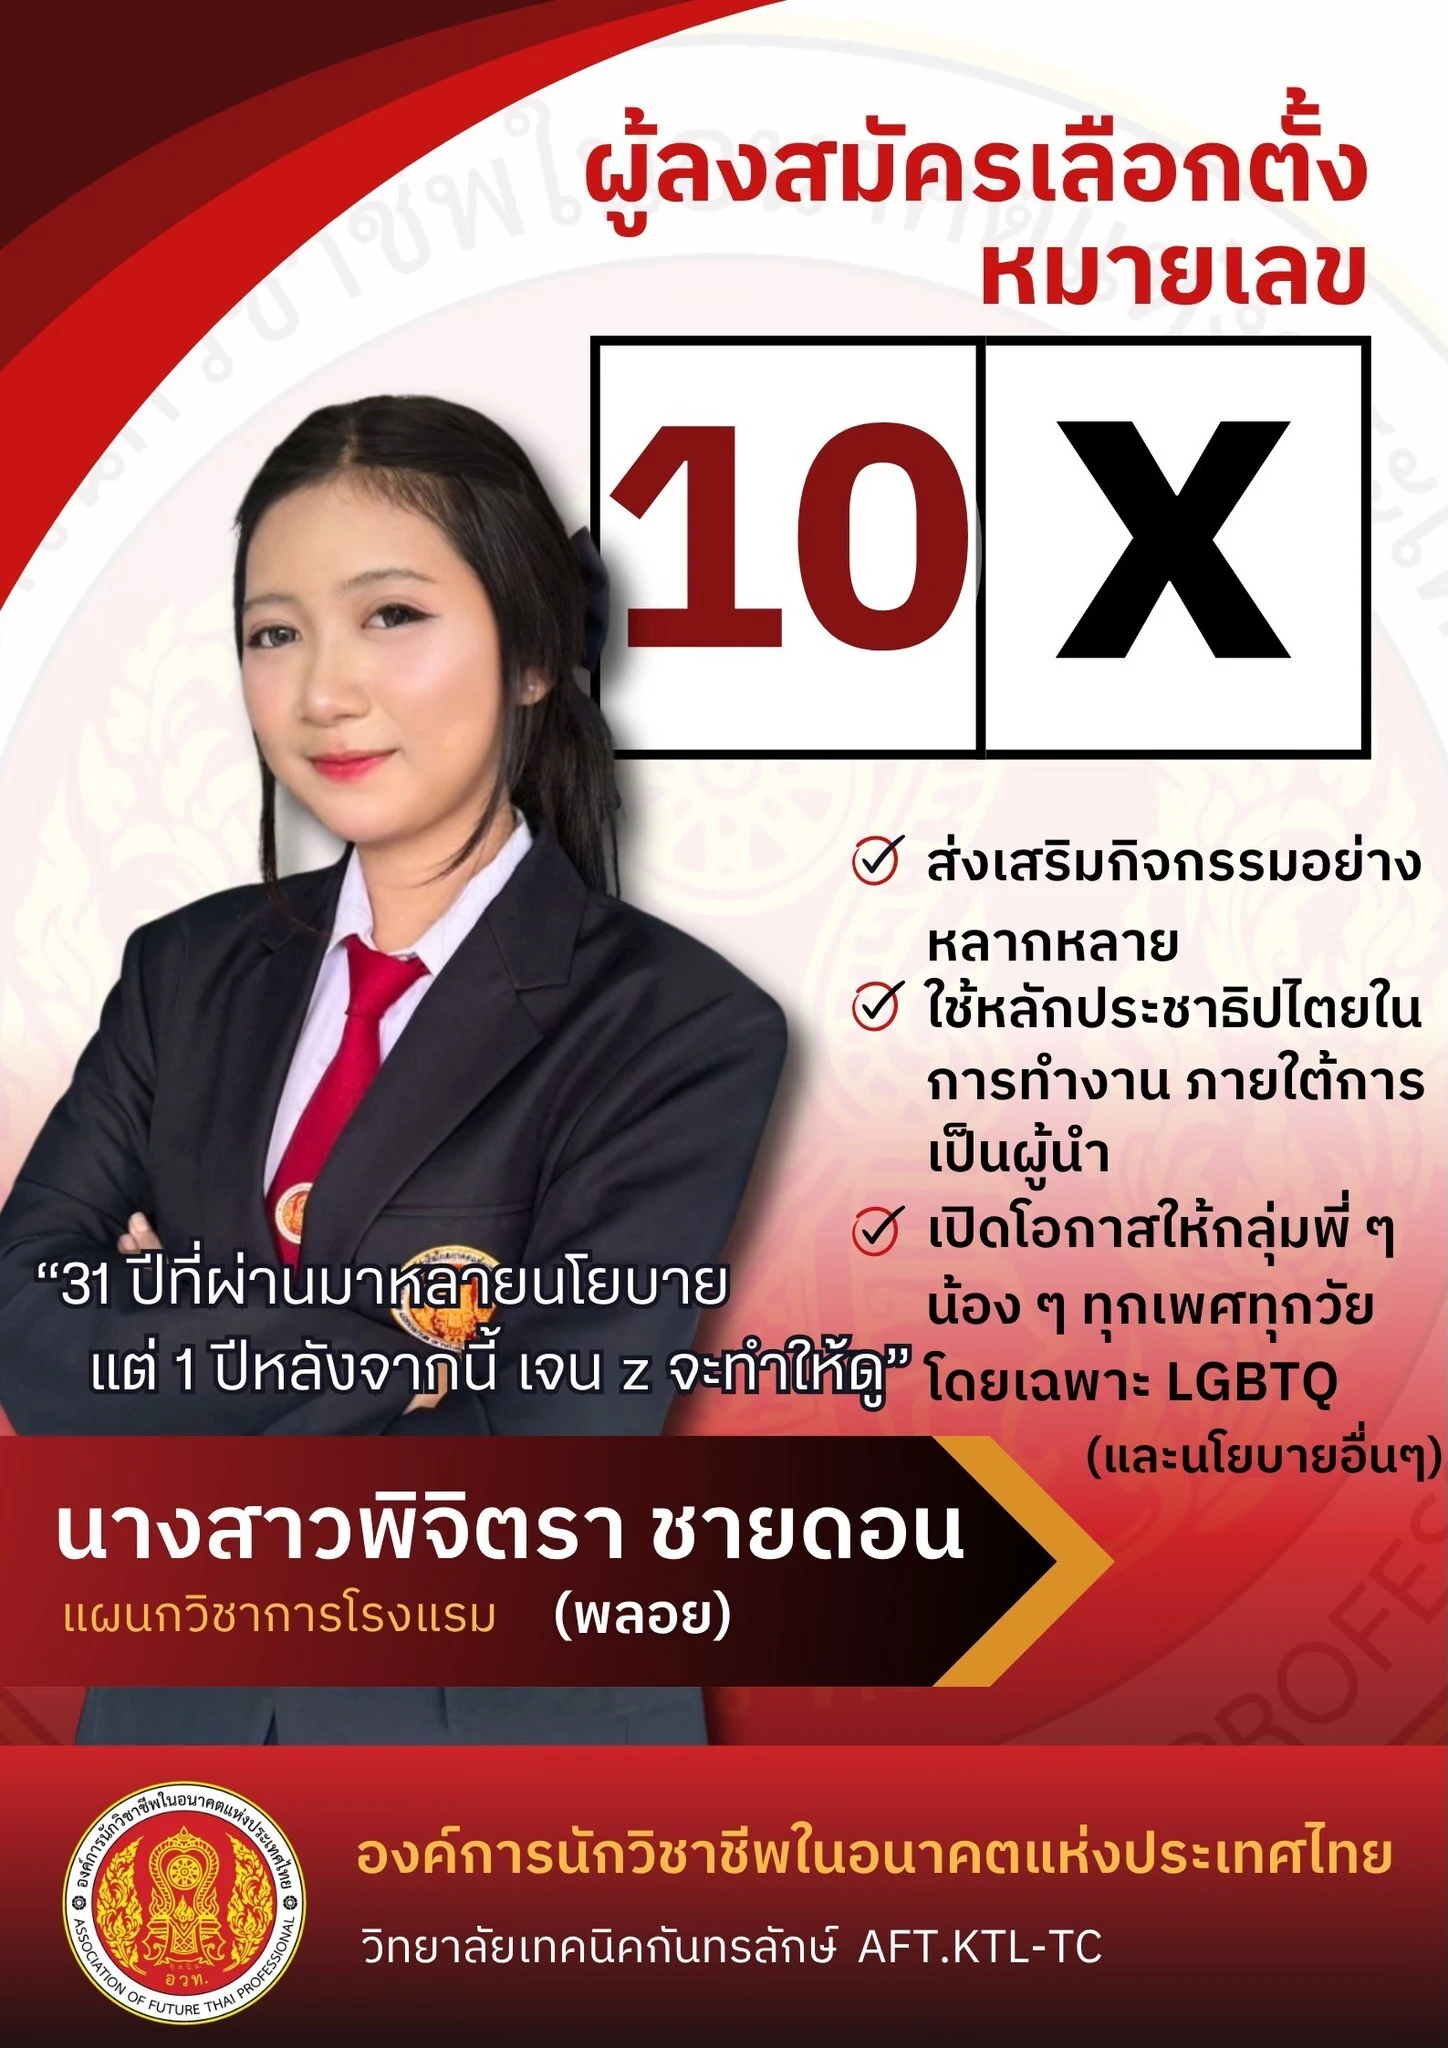 ผู้ลงสมัครเลือกตั้ง
หมายเลข
10 X
ส่งเสริมกิจกรรมอย่าง
หลากหลาย
ใช้หลักประชาธิปไตยใน
การทำงาน ภายใต้การ
เป็นผู้นำ
เปิดโอกาสให้กลุ่มพี่ ๆ
น้อง ๆ ทุกเพศทุกวัย
โดยเฉพาะ LGBTQ
(และนโยบายอื่นๆ)
“31 ปีที่ผ่านมาหลายนโยบาย
แต่ 1 ปีหลังจากนี้ เจน z จะทำให้ดู”
นางสาวพิจิตรา ชายดอน
แผนกวิชาการโรงแรม (พลอย)
องค์การนักวิชาชีพในอนาคตแห่งประเทศไทย
วิทยาลัยเทคนิคกันทรลักษ์ AFT.KTL-TC
องค์การนักวิชาชีพในอนาคตแห่งประเทศไทย
อวท.
ASSOCIATION OF FUTURE THAI PROFESSIONAL